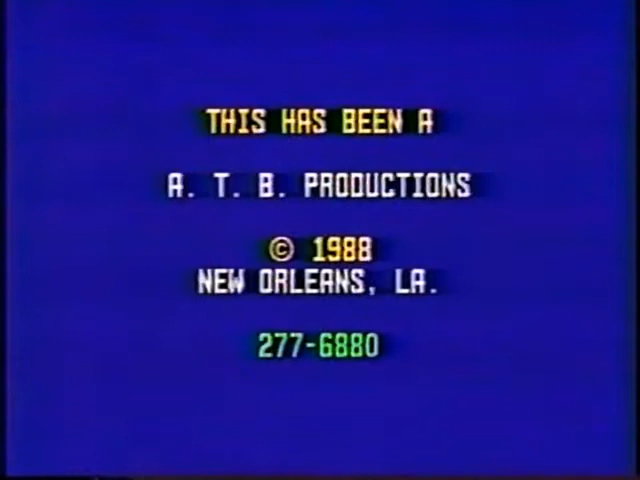 THIS HAS BEEN A
A. T. B. PRODUCTIONS
© 1988
NEW ORLEANS, LA.
277-6880